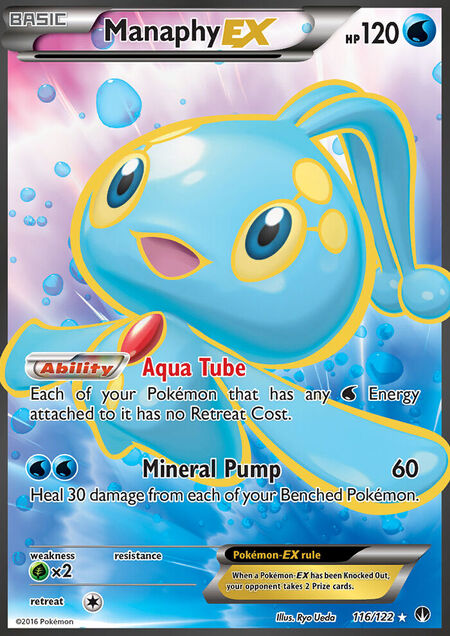 BASIC
Manaphy EX
HP 120
Ability Aqua Tube
Each of your Pokémon that has any Energy
attached to it has no Retreat Cost.
Mineral Pump 60
Heal 30 damage from each of your Benched Pokémon.
weakness resistance
×2
retreat
Pokémon-EX rule
When a Pokémon-EX has been Knocked Out,
your opponent takes 2 Prize cards.
©2016 Pokémon
Illus. Ryo Ueda
116/122 ★